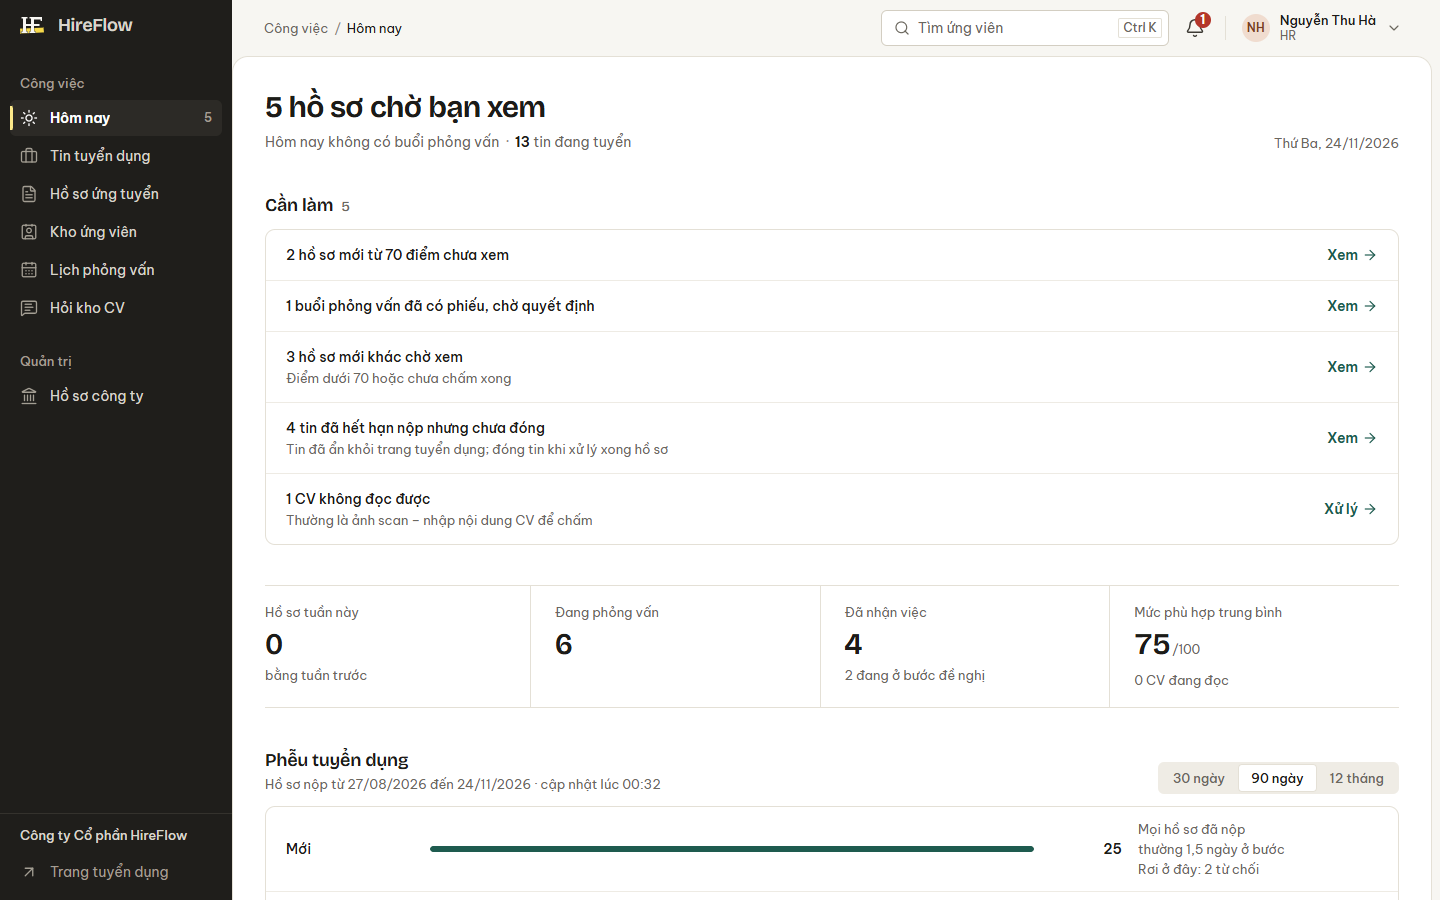 HF HireFlow
Công việc
Hôm nay 5
Tin tuyển dụng
Hồ sơ ứng tuyển
Kho ứng viên
Lịch phỏng vấn
Hỏi kho CV
Quản trị
Hồ sơ công ty
Công ty Cổ phần HireFlow
Trang tuyển dụng
Công việc / Hôm nay
Tìm ứng viên Ctrl K
1
NH
Nguyễn Thu Hà
HR
5 hồ sơ chờ bạn xem
Hôm nay không có buổi phỏng vấn · 13 tin đang tuyển
Thứ Ba, 24/11/2026
Cần làm 5
2 hồ sơ mới từ 70 điểm chưa xem
Xem →
1 buổi phỏng vấn đã có phiếu, chờ quyết định
Xem →
3 hồ sơ mới khác chờ xem
Điểm dưới 70 hoặc chưa chấm xong
Xem →
4 tin đã hết hạn nộp nhưng chưa đóng
Tin đã ẩn khỏi trang tuyển dụng; đóng tin khi xử lý xong hồ sơ
Xem →
1 CV không đọc được
Thường là ảnh scan – nhập nội dung CV để chấm
Xử lý →
Hồ sơ tuần này
0
bằng tuần trước
Đang phỏng vấn
6
Đã nhận việc
4
2 đang ở bước đề nghị
Mức phù hợp trung bình
75 /100
0 CV đang đọc
Phễu tuyển dụng
Hồ sơ nộp từ 27/08/2026 đến 24/11/2026 · cập nhật lúc 00:32
30 ngày 90 ngày 12 tháng
Mới
25
Mọi hồ sơ đã nộp
thường 1,5 ngày ở bước
Rơi ở đây: 2 từ chối